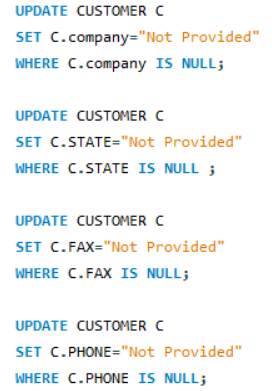 UPDATE CUSTOMER C
SET C.company="Not Provided"
WHERE C.company IS NULL;
UPDATE CUSTOMER C
SET C.STATE="Not Provided"
WHERE C.STATE IS NULL ;
UPDATE CUSTOMER C
SET C.FAX="Not Provided"
WHERE C.FAX IS NULL;
UPDATE CUSTOMER C
SET C.PHONE="Not Provided"
WHERE C.PHONE IS NULL;